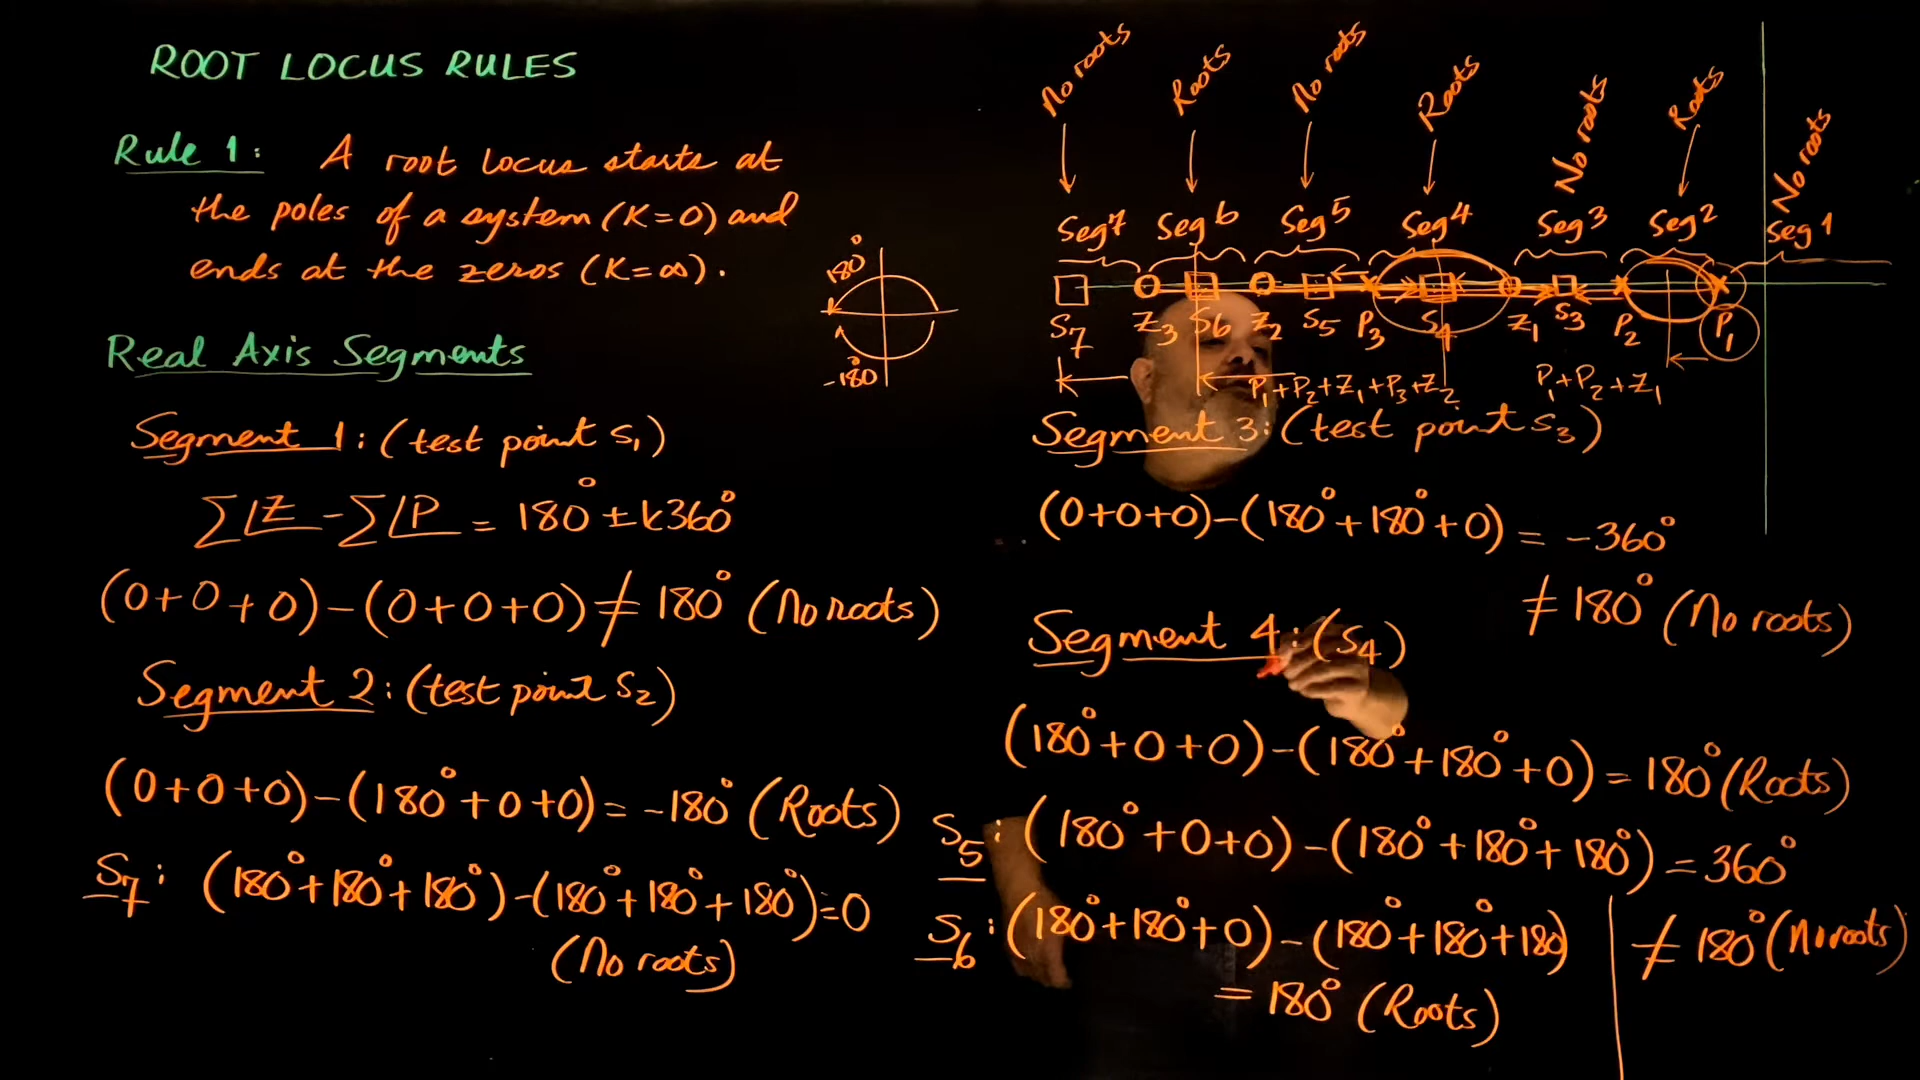 ROOT LOCUS RULES
Rule 1: A root locus starts at
the poles of a system (K=0) and
ends at the zeros (K=∞).
180°
-180°
Real Axis Segments
Segment 1: (test point S₁)
∑∠Z - ∑∠P = 180° ± k360°
(0+0+0)-(0+0+0) ≠ 180° (No roots)
Segment 2: (test point S₂)
(0+0+0)-(180°+0+0) = -180° (Roots)
S₇: (180°+180°+180°)-(180°+180°+180°)=0
(No roots)
No roots
Roots
No roots
Roots
No roots
Roots
No roots
Seg7 Seg6 Seg5 Seg4 Seg3 Seg2 Seg1
S₇ Z₃ S₆ Z₂ S₅ P₃ S₄ Z₁ S₃ P₂ P₁
P₁+P₂+Z₁+P₃+Z₂ P₁+P₂+Z₁
Segment 3: (test point S₃)
(0+0+0)-(180°+180°+0) = -360°
≠ 180° (No roots)
Segment 4: (S₄)
(180°+0+0)-(180°+180°+0) = 180° (Roots)
S₅: (180°+0+0)-(180°+180°+180°) = 360°
≠ 180° (No roots)
S₆: (180°+180°+0)-(180°+180°+180)
= 180° (Roots)